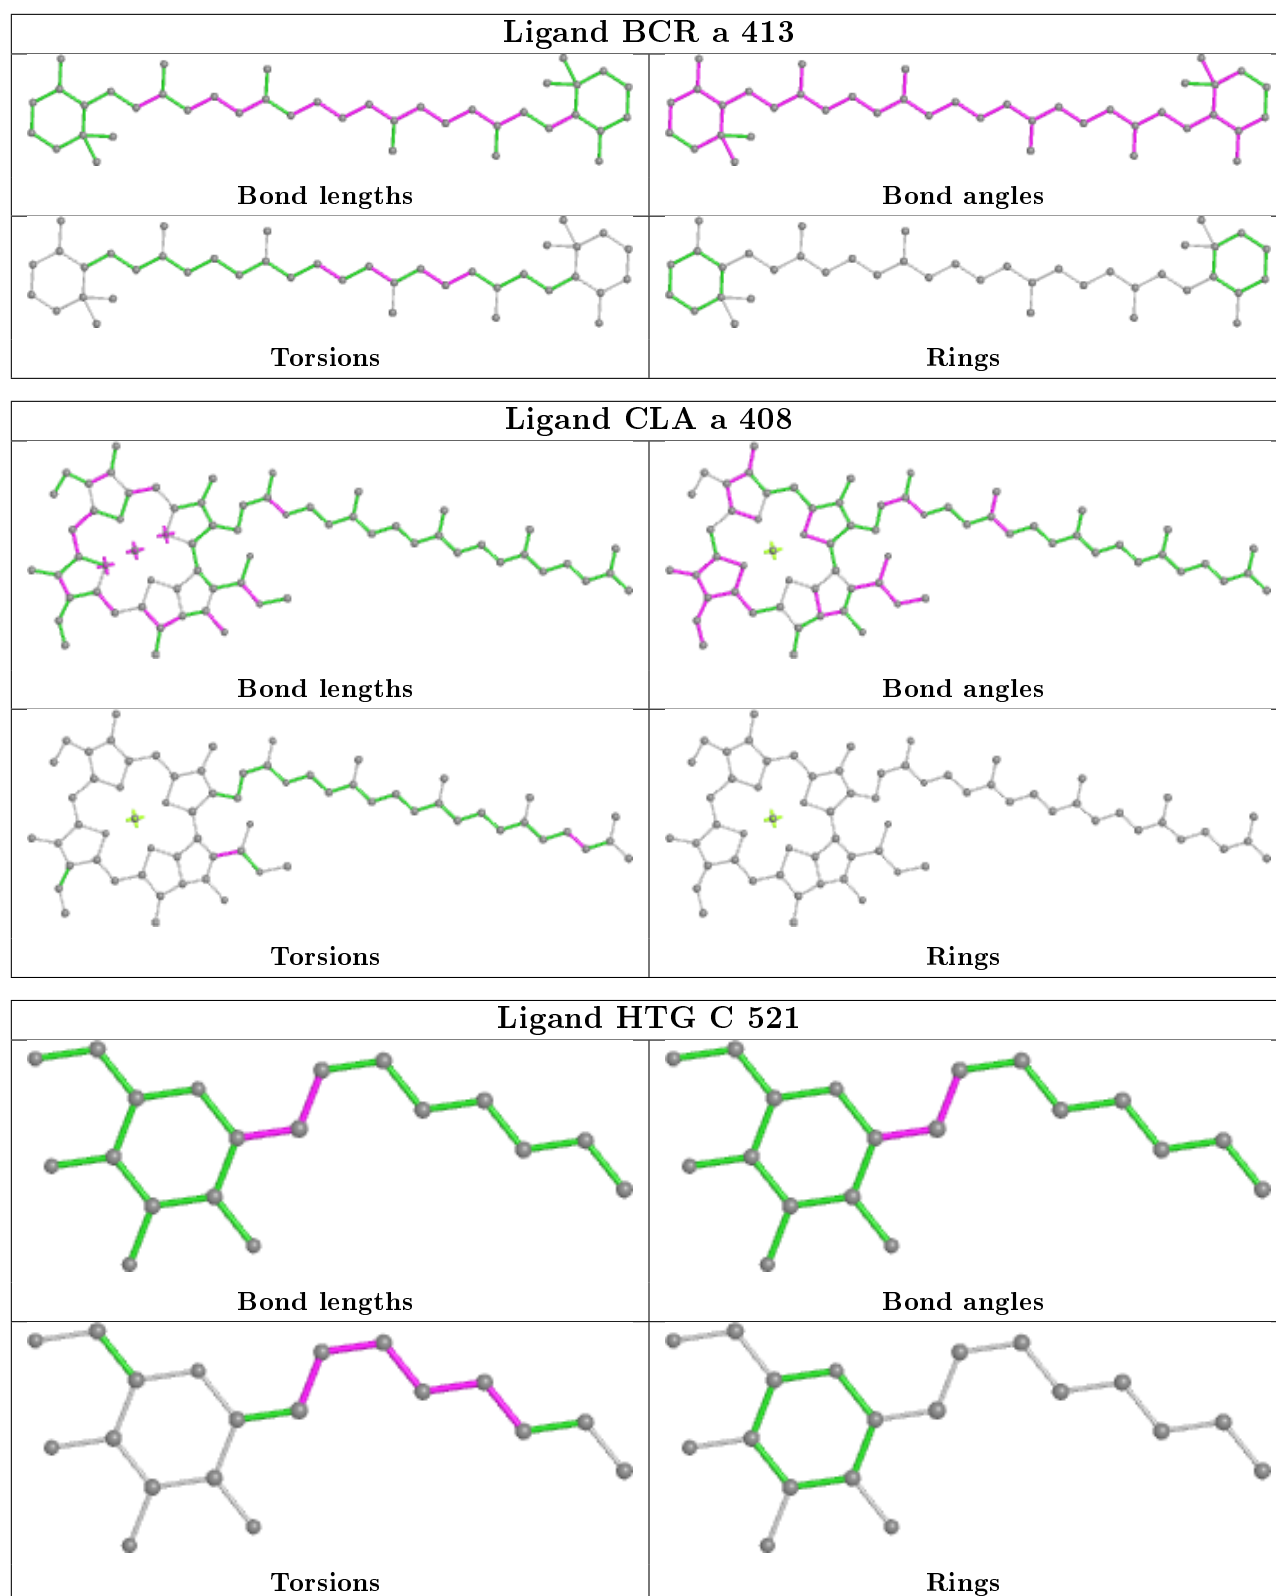 Ligand BCR a 413
Bond lengths
Bond angles
Torsions
Rings
Ligand CLA a 408
Bond lengths
Bond angles
Torsions
Rings
Ligand HTG C 521
Bond lengths
Bond angles
Torsions
Rings